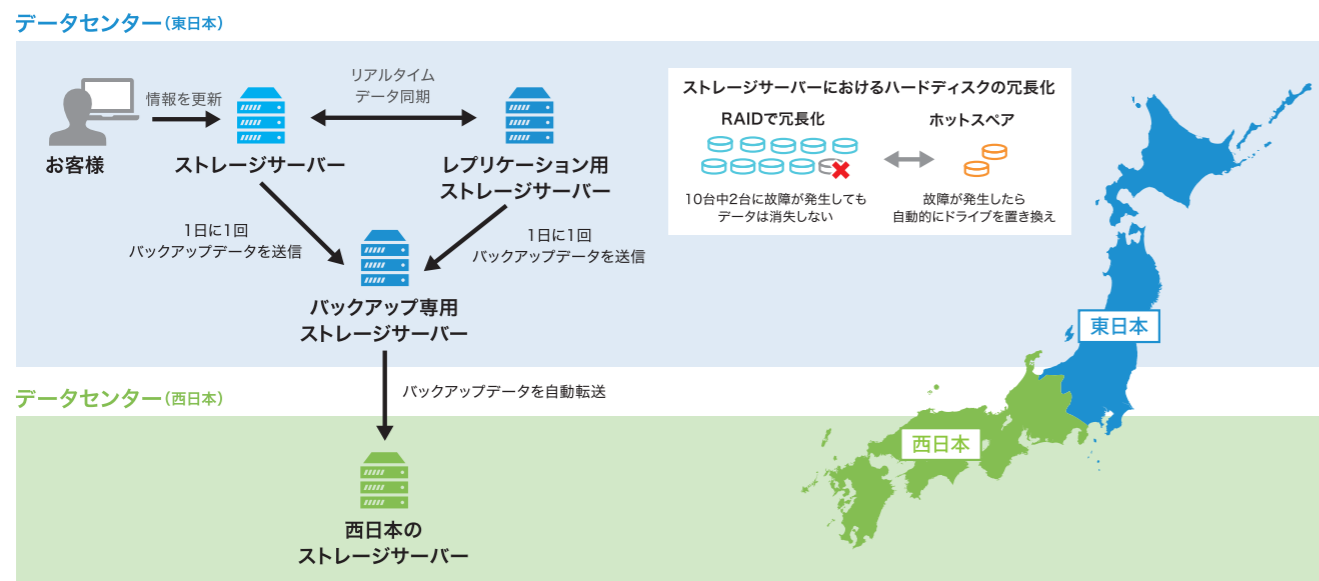 データセンター（東日本）
お客様
情報を更新
ストレージサーバー
リアルタイム
データ同期
レプリケーション用
ストレージサーバー
1日に1回
バックアップデータを送信
1日に1回
バックアップデータを送信
バックアップ専用
ストレージサーバー
ストレージサーバーにおけるハードディスクの冗長化
RAIDで冗長化
10台中2台に故障が発生しても
データは消失しない
ホットスペア
故障が発生したら
自動的にドライブを置き換え
東日本
バックアップデータを自動転送
データセンター（西日本）
西日本の
ストレージサーバー
西日本